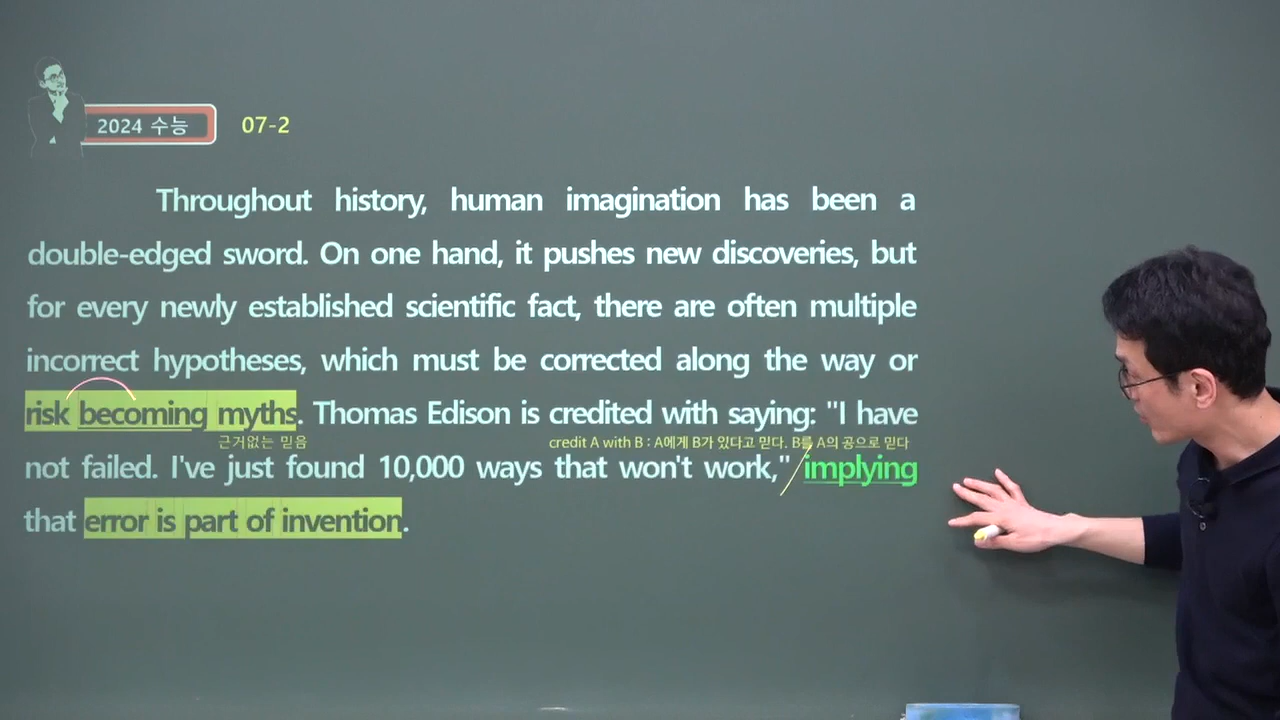 2024 수능 07-2
Throughout history, human imagination has been a
double-edged sword. On one hand, it pushes new discoveries, but
for every newly established scientific fact, there are often multiple
incorrect hypotheses, which must be corrected along the way or
risk becoming myths. Thomas Edison is credited with saying: "I have
근거없는 믿음 credit A with B : A에게 B가 있다고 믿다. B를 A의 공으로 믿다
not failed. I've just found 10,000 ways that won't work," implying
that error is part of invention.